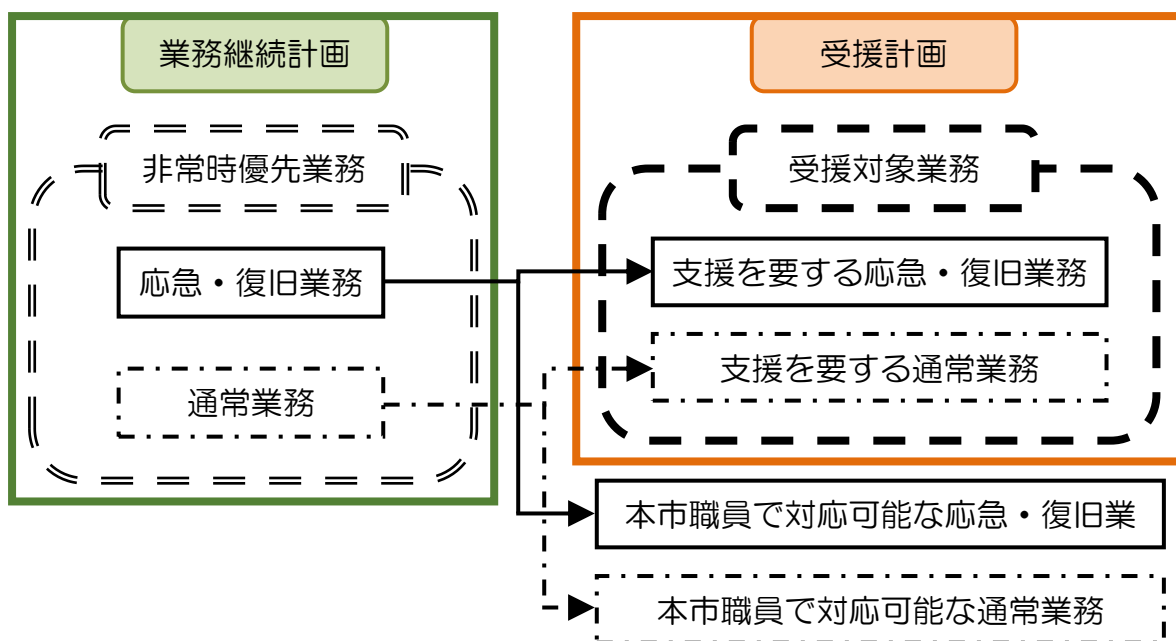 業務継続計画
非常時優先業務
応急・復旧業務
通常業務
受援計画
受援対象業務
支援を要する応急・復旧業務
支援を要する通常業務
本市職員で対応可能な応急・復旧業
本市職員で対応可能な通常業務